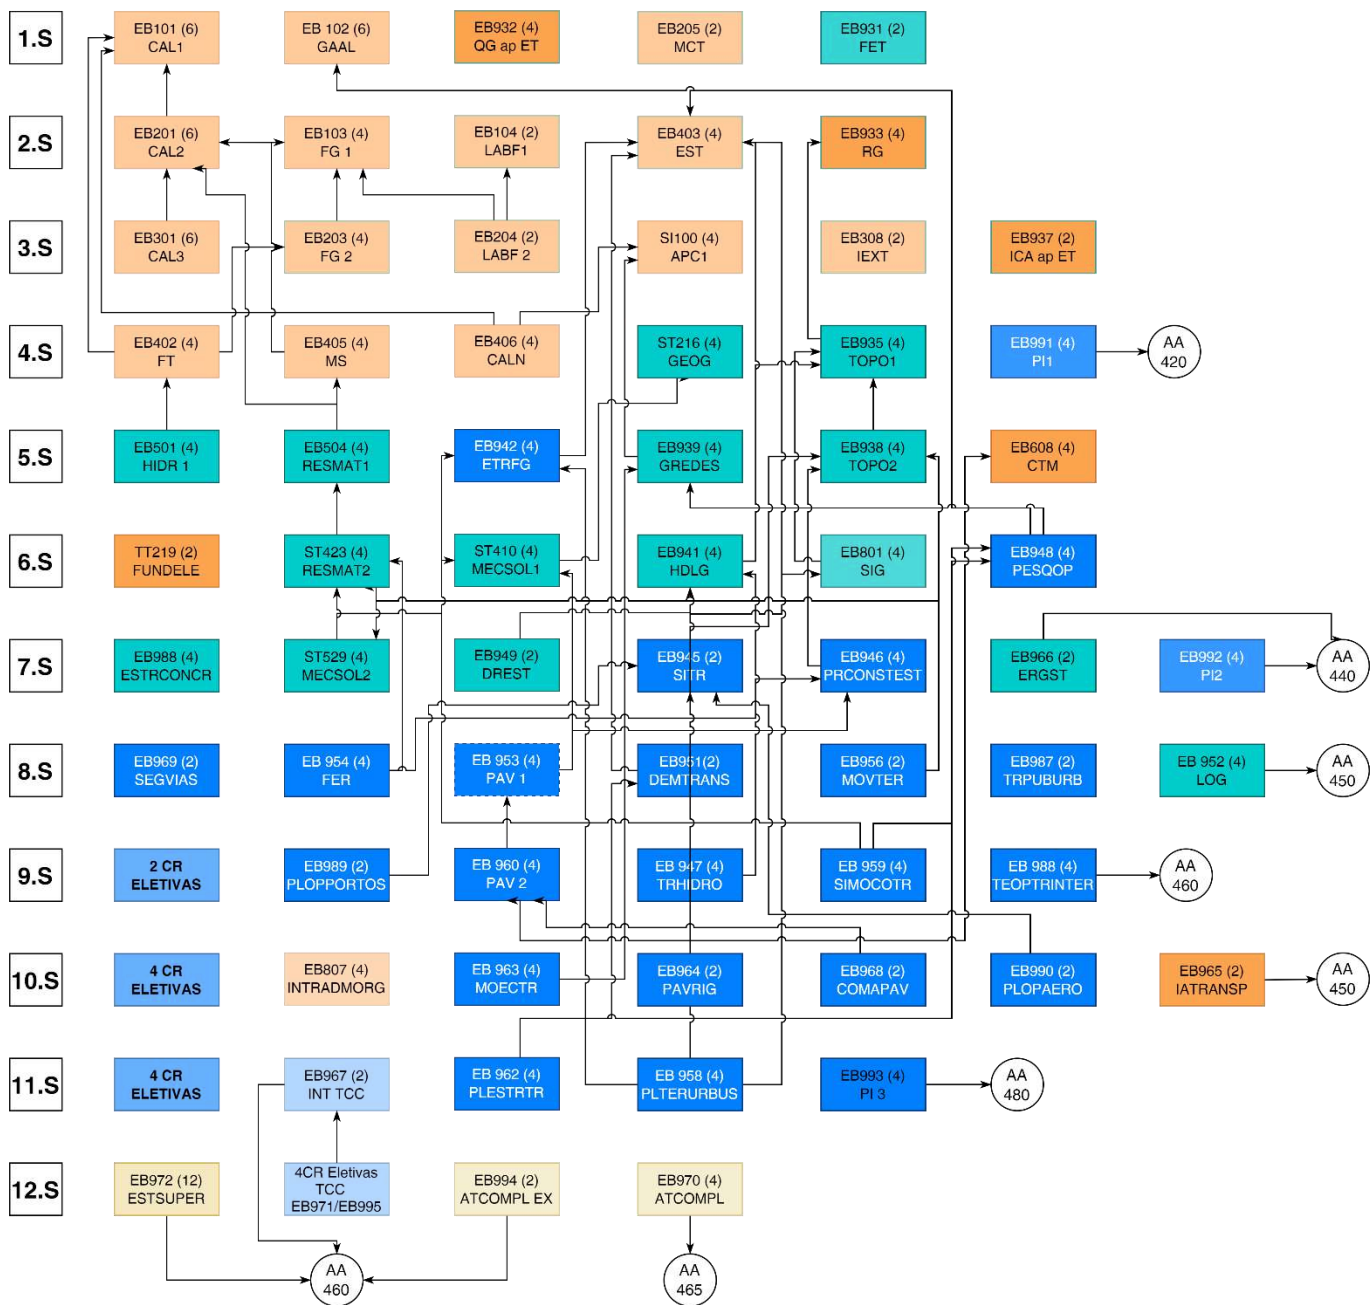 1.S
EB101 (6)
CAL1
EB 102 (6)
GAAL
EB932 (4)
QG ap ET
EB205 (2)
MCT
EB931 (2)
FET
2.S
EB201 (6)
CAL2
EB103 (4)
FG 1
EB104 (2)
LABF1
EB403 (4)
EST
EB933 (4)
RG
3.S
EB301 (6)
CAL3
EB203 (4)
FG 2
EB204 (2)
LABF 2
SI100 (4)
APC1
EB308 (2)
IEXT
EB937 (2)
ICA ap ET
4.S
EB402 (4)
FT
EB405 (4)
MS
EB406 (4)
CALN
ST216 (4)
GEOG
EB935 (4)
TOPO1
EB991 (4)
PI1
AA
420
5.S
EB501 (4)
HIDR 1
EB504 (4)
RESMAT1
EB942 (4)
ETRFG
EB939 (4)
GREDES
EB938 (4)
TOPO2
EB608 (4)
CTM
6.S
TT219 (2)
FUNDELE
ST423 (4)
RESMAT2
ST410 (4)
MECSOL1
EB941 (4)
HDLG
EB801 (4)
SIG
EB948 (4)
PESQOP
7.S
EB988 (4)
ESTRCONCR
ST529 (4)
MECSOL2
EB949 (2)
DREST
EB945 (2)
SITR
EB946 (4)
PRCONSTEST
EB966 (2)
ERGST
EB992 (4)
PI2
AA
440
8.S
EB969 (2)
SEGVIAS
EB 954 (4)
FER
EB 953 (4)
PAV 1
EB951(2)
DEMTRANS
EB956 (2)
MOVTER
EB987 (2)
TRPUBURB
EB 952 (4)
LOG
AA
450
9.S
2 CR
ELETIVAS
EB989 (2)
PLOPPORTOS
EB 960 (4)
PAV 2
EB 947 (4)
TRHIDRO
EB 959 (4)
SIMOCOTR
EB 988 (4)
TEOPTRINTER
AA
460
10.S
4 CR
ELETIVAS
EB807 (4)
INTRADMORG
EB 963 (4)
MOECTR
EB964 (2)
PAVRIG
EB968 (2)
COMAPAV
EB990 (2)
PLOPAERO
EB965 (2)
IATRANSP
AA
450
11.S
4 CR
ELETIVAS
EB967 (2)
INT TCC
EB 962 (4)
PLESTRTR
EB 958 (4)
PLTERURBUS
EB993 (4)
PI 3
AA
480
12.S
EB972 (12)
ESTSUPER
4CR Eletivas
TCC
EB971/EB995
EB994 (2)
ATCOMPL EX
EB970 (4)
ATCOMPL
AA
460
AA
465